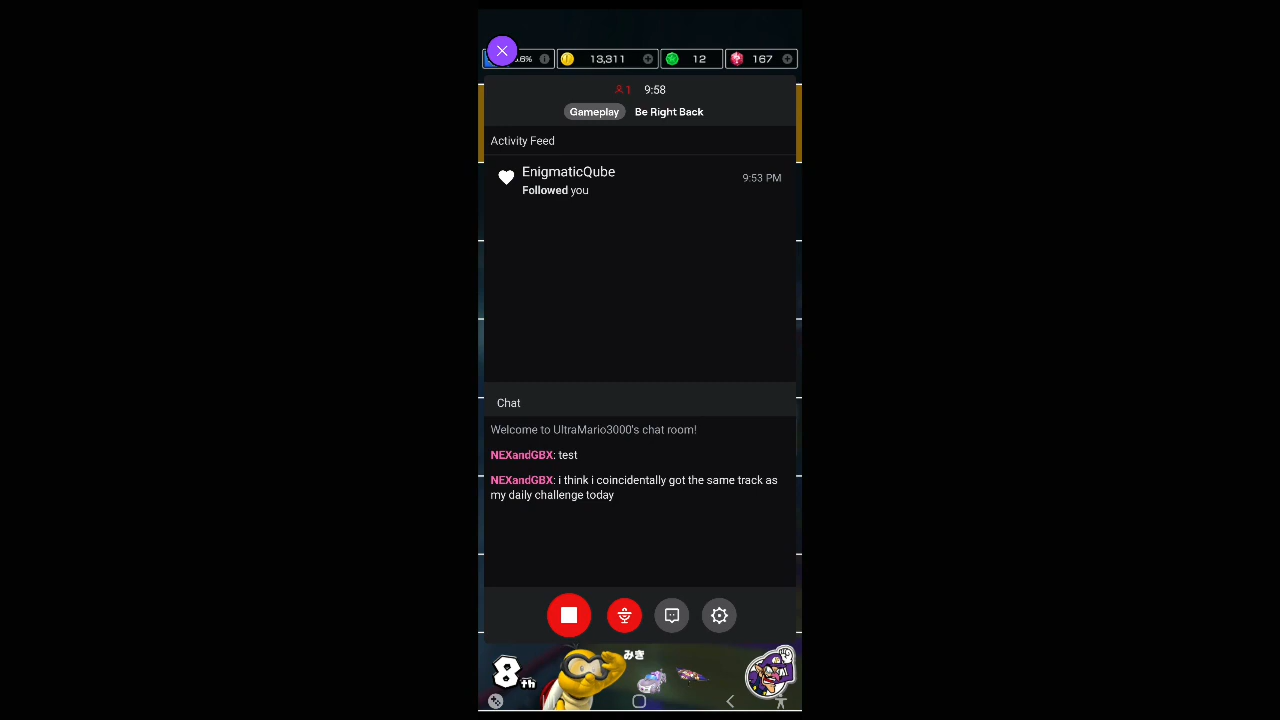 .6%
13,311
12
167
1 9:58
Gameplay Be Right Back
Activity Feed
EnigmaticQube
Followed you
9:53 PM
Chat
Welcome to UltraMario3000's chat room!
NEXandGBX: test
NEXandGBX: i think i coincidentally got the same track as
my daily challenge today
8th
みき